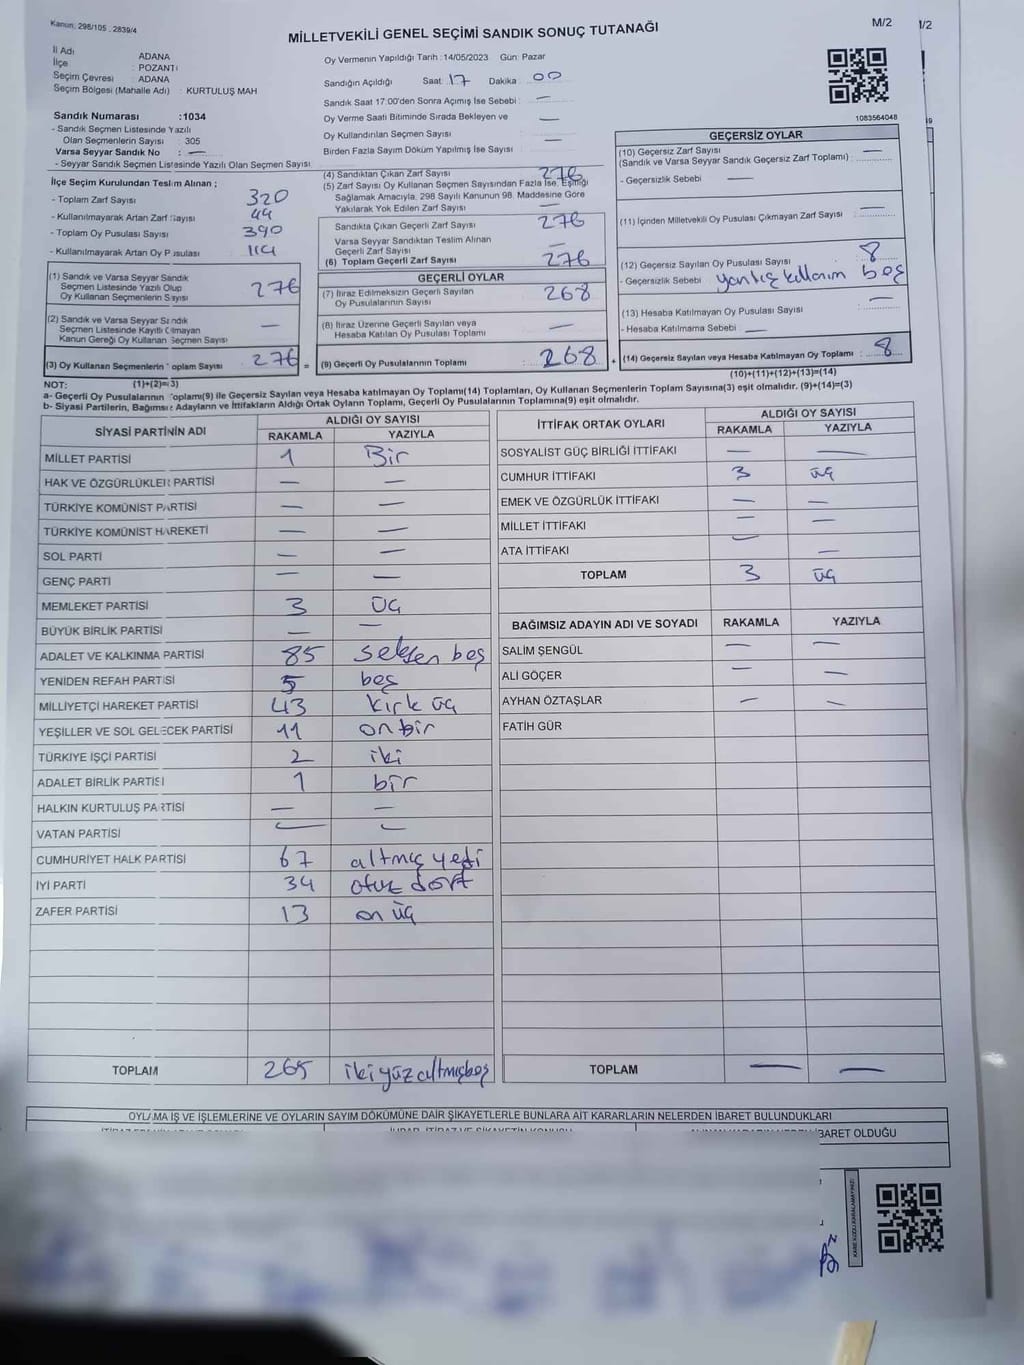 Kanun: 298/105 , 2839/4
MİLLETVEKİLİ GENEL SEÇİMİ SANDIK SONUÇ TUTANAĞI
M/2
1/2
İl Adı : ADANA
İlçe : POZANTI
Seçim Çevresi : ADANA
Seçim Bölgesi (Mahalle Adı) : KURTULUŞ MAH
Sandık Numarası :1034
- Sandık Seçmen Listesinde Yazılı
Olan Seçmenlerin Sayısı : 305
Varsa Seyyar Sandık No : —
- Seyyar Sandık Seçmen Listesinde Yazılı Olan Seçmen Sayısı
Oy Vermenin Yapıldığı Tarih :14/05/2023 Gün: Pazar
Sandığın Açıldığı Saat: 17 Dakika : 00
Sandık Saat 17:00'den Sonra Açımış İse Sebebi : —
Oy Verme Saati Bitiminde Sırada Bekleyen ve —
Oy Kullandırılan Seçmen Sayısı
Birden Fazla Sayım Döküm Yapılmış İse Sayısı —
1083564048
İlçe Seçim Kurulundan Teslim Alınan ;
- Toplam Zarf Sayısı 320
- Kullanılmayarak Artan Zarf Sayısı 44
- Toplam Oy Pusulası Sayısı 390
- Kullanılmayarak Artan Oy Pusulası 114
(1) Sandık ve Varsa Seyyar Sandık
Seçmen Listesinde Yazılı Olup
Oy Kullanan Seçmenlerin Sayısı 276
(2) Sandık ve Varsa Seyyar Sandık
Seçmen Listesinde Kayıtlı Olmayan
Kanun Gereği Oy Kullanan Seçmen Sayısı —
(3) Oy Kullanan Seçmenlerin Toplam Sayısı 276
(1)+(2)=(3)
(4) Sandıktan Çıkan Zarf Sayısı 276
(5) Zarf Sayısı Oy Kullanan Seçmen Sayısından Fazla İse, Eşitliği
Sağlamak Amacıyla, 298 Sayılı Kanunun 98. Maddesine Göre
Yakılarak Yok Edilen Zarf Sayısı —
Sandıkta Çıkan Geçerli Zarf Sayısı 276
Varsa Seyyar Sandıktan Teslim Alınan
Geçerli Zarf Sayısı —
(6) Toplam Geçerli Zarf Sayısı 276
GEÇERLİ OYLAR
(7) İtiraz Edilmeksizin Geçerli Sayılan
Oy Pusulalarının Sayısı 268
(8) İtiraz Üzerine Geçerli Sayılan veya
Hesaba Katılan Oy Pusulası Toplamı —
= (9) Geçerli Oy Pusulalarının Toplamı : 268 +
GEÇERSİZ OYLAR
(10) Geçersiz Zarf Sayısı
(Sandık ve Varsa Seyyar Sandık Geçersiz Zarf Toplamı) : —
- Geçersizlik Sebebi : —
(11) İçinden Milletvekili Oy Pusulası Çıkmayan Zarf Sayısı : —
(12) Geçersiz Sayılan Oy Pusulası Sayısı : 8
- Geçersizlik Sebebi : yanlış kullanım boş
(13) Hesaba Katılmayan Oy Pusulası Sayısı : —
- Hesaba Katılmama Sebebi : —
(14) Geçersiz Sayılan veya Hesaba Katılmayan Oy Toplamı : 8
(10)+(11)+(12)+(13)=(14)
NOT:
a- Geçerli Oy Pusulalarının Toplamı(9) ile Geçersiz Sayılan veya Hesaba katılmayan Oy Toplamı(14) Toplamları, Oy Kullanan Seçmenlerin Toplam Sayısına(3) eşit olmalıdır. (9)+(14)=(3)
b- Siyasi Partilerin, Bağımsız Adayların ve İttifakların Aldığı Ortak Oyların Toplamı, Geçerli Oy Pusulalarının Toplamına(9) eşit olmalıdır.
SİYASİ PARTİNİN ADI ALDIĞI OY SAYISI
RAKAMLA YAZIYLA
MİLLET PARTİSİ 1 Bir
HAK VE ÖZGÜRLÜKLER PARTİSİ — —
TÜRKİYE KOMÜNİST PARTİSİ — —
TÜRKİYE KOMÜNİST HAREKETİ — —
SOL PARTİ — —
GENÇ PARTİ — —
MEMLEKET PARTİSİ 3 üç
BÜYÜK BİRLİK PARTİSİ — —
ADALET VE KALKINMA PARTİSİ 85 seksen beş
YENİDEN REFAH PARTİSİ 5 beş
MİLLİYETÇİ HAREKET PARTİSİ 43 kırk üç
YEŞİLLER VE SOL GELECEK PARTİSİ 11 on bir
TÜRKİYE İŞÇİ PARTİSİ 2 iki
ADALET BİRLİK PARTİSİ 1 bir
HALKIN KURTULUŞ PARTİSİ — —
VATAN PARTİSİ — —
CUMHURİYET HALK PARTİSİ 67 altmış yedi
İYİ PARTİ 34 otuz dört
ZAFER PARTİSİ 13 on üç
TOPLAM 265 ikiyüzaltmışbeş
İTTİFAK ORTAK OYLARI ALDIĞI OY SAYISI
RAKAMLA YAZIYLA
SOSYALİST GÜÇ BİRLİĞİ İTTİFAKI — —
CUMHUR İTTİFAKI 3 üç
EMEK VE ÖZGÜRLÜK İTTİFAKI — —
MİLLET İTTİFAKI — —
ATA İTTİFAKI — —
TOPLAM 3 üç
BAĞIMSIZ ADAYIN ADI VE SOYADI RAKAMLA YAZIYLA
SALİM ŞENGÜL — —
ALİ GÖÇER — —
AYHAN ÖZTAŞLAR — —
FATİH GÜR
TOPLAM — —
OYLAMA İŞ VE İŞLEMLERİNE VE OYLARIN SAYIM DÖKÜMÜNE DAİR ŞİKAYETLERLE BUNLARA AİT KARARLARIN NELERDEN İBARET BULUNDUKLARI
İBARET OLDUĞU
KARE KODU KARALAMAYINIZ!